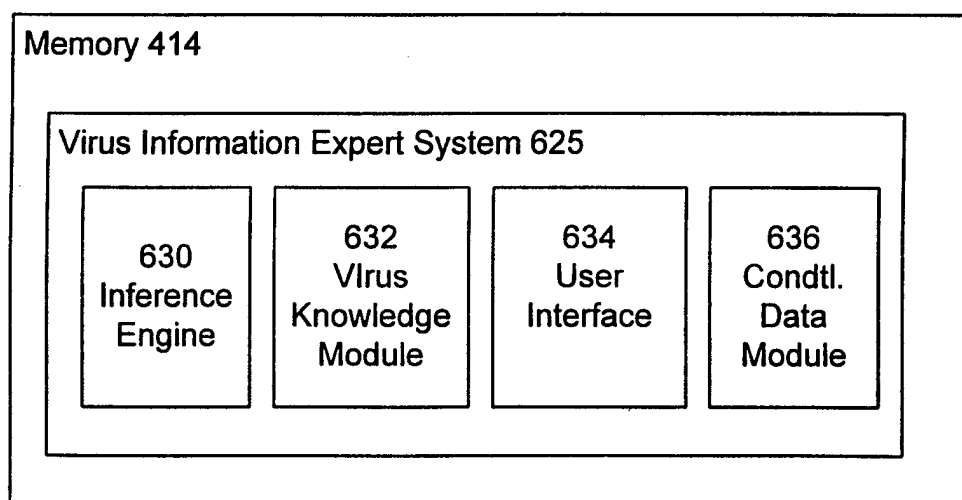 Memory 414
Virus Information Expert System 625
630
Inference
Engine
632
VIrus
Knowledge
Module
634
User
Interface
636
Condtl.
Data
Module